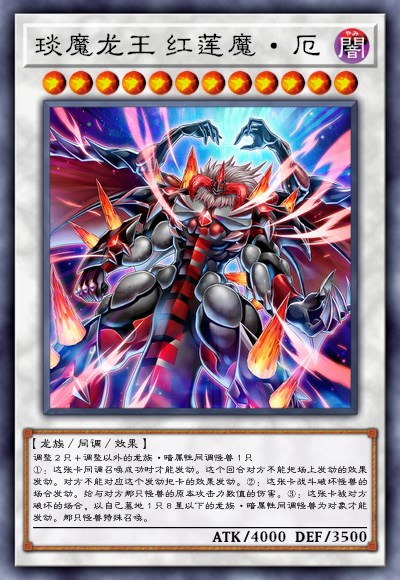 琰魔龙王 红莲魔·厄
やみ
闇
【龙族／同调／效果】
调整２只＋调整以外的龙族·暗属性同调怪兽１只
①：这张卡同调召唤成功时才能发动。这个回合对方不能把场上发动的效果
发动。对方不能对应这个发动把卡的效果发动。②：这张卡战斗破坏怪兽的
场合发动。给与对方那只怪兽的原本攻击力数值的伤害。③：这张卡被对方
破坏的场合，以自己墓地１只８星以下的龙族·暗属性同调怪兽为对象才能
发动。那只怪兽特殊召唤。
ATK/4000 DEF/3500